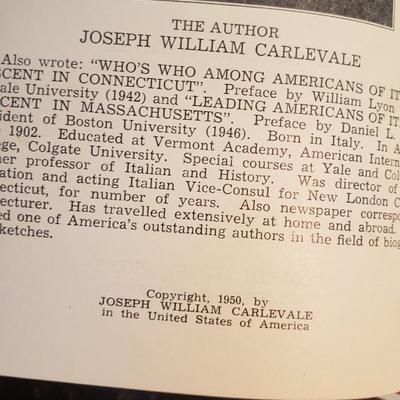 THE AUTHOR
JOSEPH WILLIAM CARLEVALE
Also wrote: "WHO'S WHO AMONG AMERICANS OF IT
SCENT IN CONNECTICUT". Preface by William Lyon
ale University (1942) and "LEADING AMERICANS OF ITA
CENT IN MASSACHUSETTS". Preface by Daniel L.
ident of Boston University (1946). Born in Italy. In A
1902. Educated at Vermont Academy, American Intern
ege, Colgate University. Special courses at Yale and Col
ner professor of Italian and History. Was director of
ation and acting Italian Vice-Consul for New London C
ecticut, for number of years. Also newspaper correspo
ecturer. Has travelled extensively at home and abroad.
ed one of America's outstanding authors in the field of biog
sketches.
Copyright, 1950, by
JOSEPH WILLIAM CARLEVALE
in the United States of America